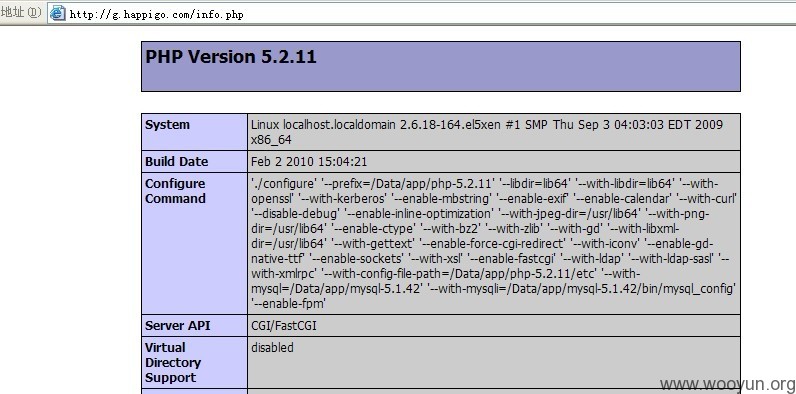 地址(D) http://g.happigo.com/info.php
PHP Version 5.2.11
System Linux localhost.localdomain 2.6.18-164.el5xen #1 SMP Thu Sep 3 04:03:03 EDT 2009
x86_64
Build Date Feb 2 2010 15:04:21
Configure './configure' '--prefix=/Data/app/php-5.2.11' '--libdir=lib64' '--with-libdir=lib64' '--with-
Command openssl' '--with-kerberos' '--enable-mbstring' '--enable-exif' '--enable-calendar' '--with-curl'
'--disable-debug' '--enable-inline-optimization' '--with-jpeg-dir=/usr/lib64' '--with-png-
dir=/usr/lib64' '--enable-ctype' '--with-bz2' '--with-zlib' '--with-gd' '--with-libxml-
dir=/usr/lib64' '--with-gettext' '--enable-force-cgi-redirect' '--with-iconv' '--enable-gd-
native-ttf' '--enable-sockets' '--with-xsl' '--enable-fastcgi' '--with-ldap' '--with-ldap-sasl' '--
with-xmlrpc' '--with-config-file-path=/Data/app/php-5.2.11/etc' '--with-
mysql=/Data/app/mysql-5.1.42' '--with-mysqli=/Data/app/mysql-5.1.42/bin/mysql_config'
'--enable-fpm'
Server API CGI/FastCGI
Virtual disabled
Directory
Support
www.wooyun.org